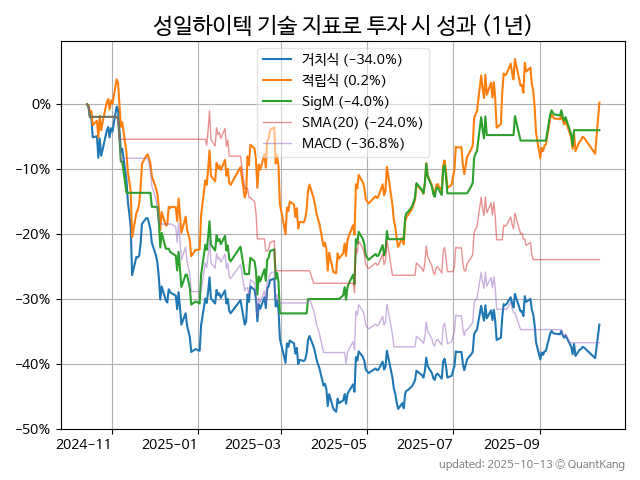 성일하이텍 기술 지표로 투자 시 성과 (1년)
거치식 (−34.0%)
적립식 (0.2%)
SigM (−4.0%)
SMA(20) (−24.0%)
MACD (−36.8%)
0%
−10%
−20%
−30%
−40%
−50%
2024−11
2025−01
2025−03
2025−05
2025−07
2025−09
updated: 2025-10-13 © QuantKang